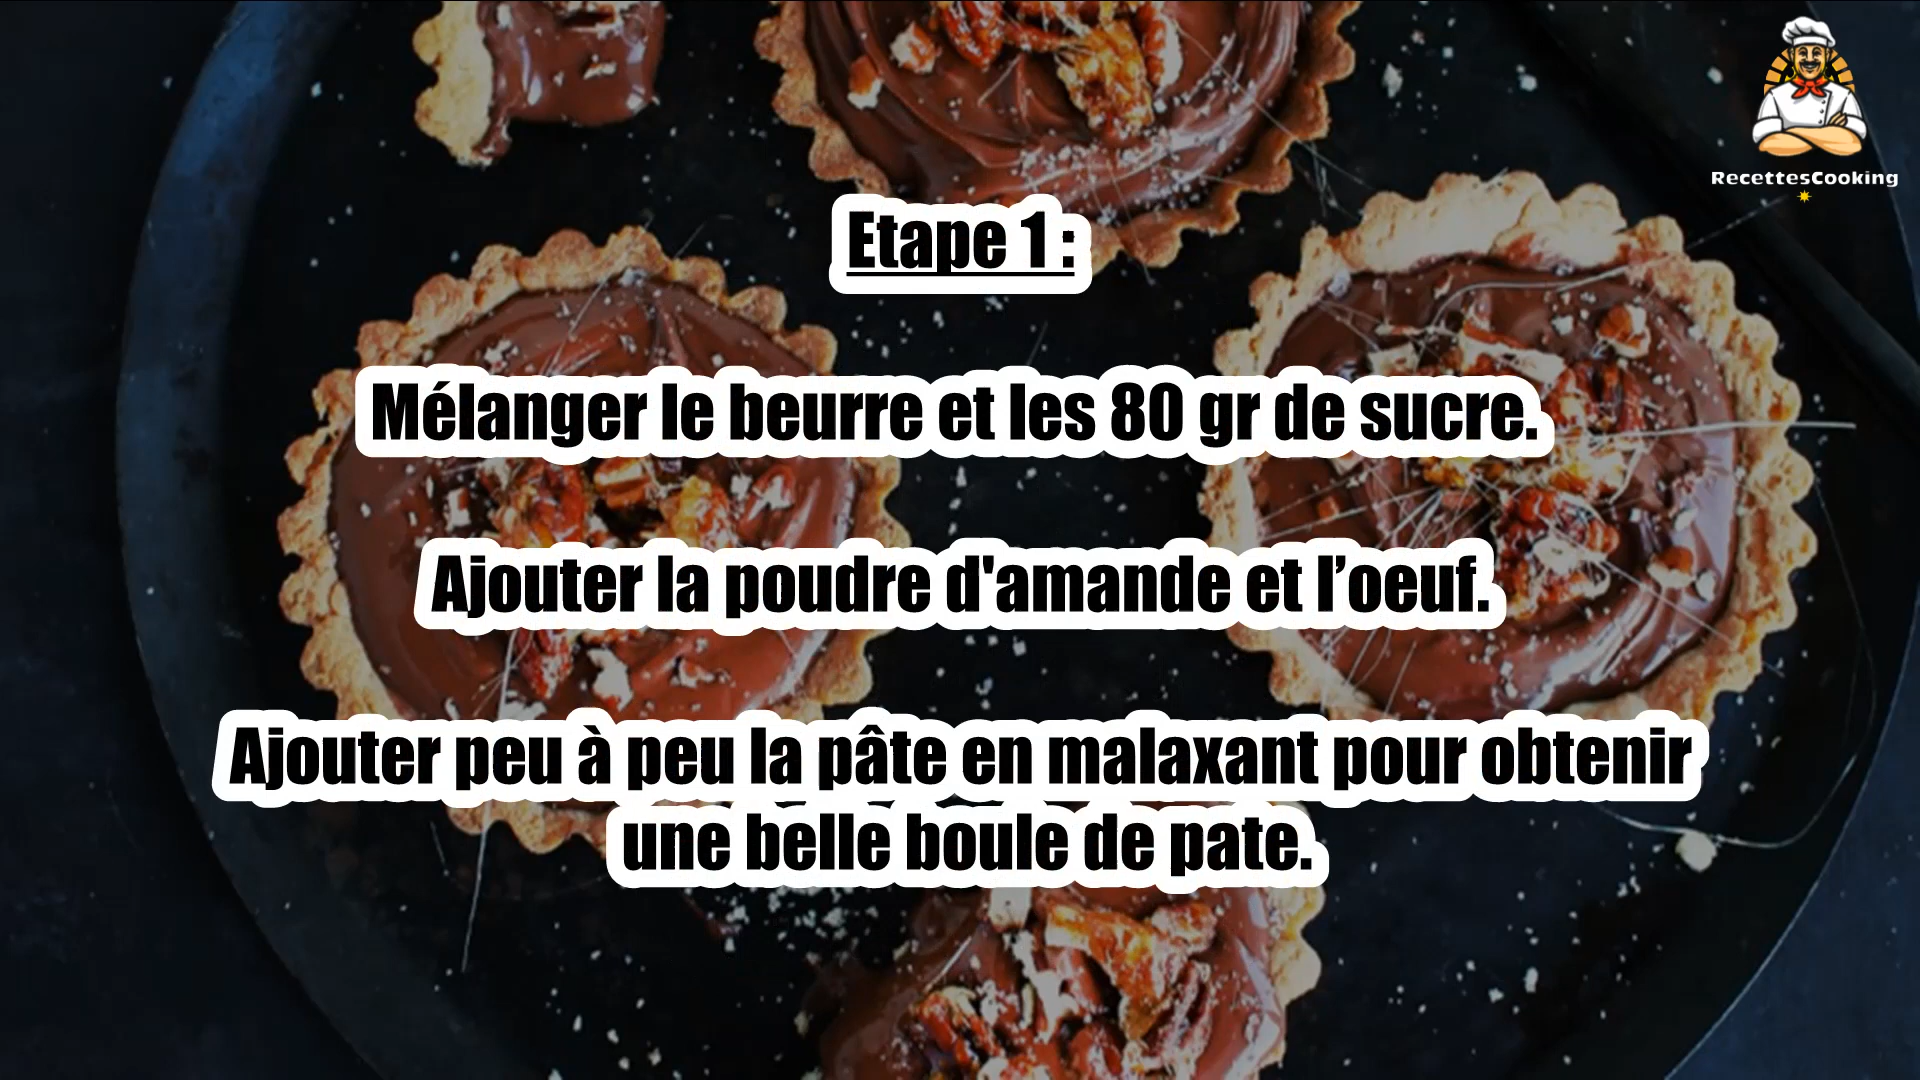 RecettesCooking
Etape 1 :
Mélanger le beurre et les 80 gr de sucre.
Ajouter la poudre d'amande et l’oeuf.
Ajouter peu à peu la pâte en malaxant pour obtenir
une belle boule de pate.